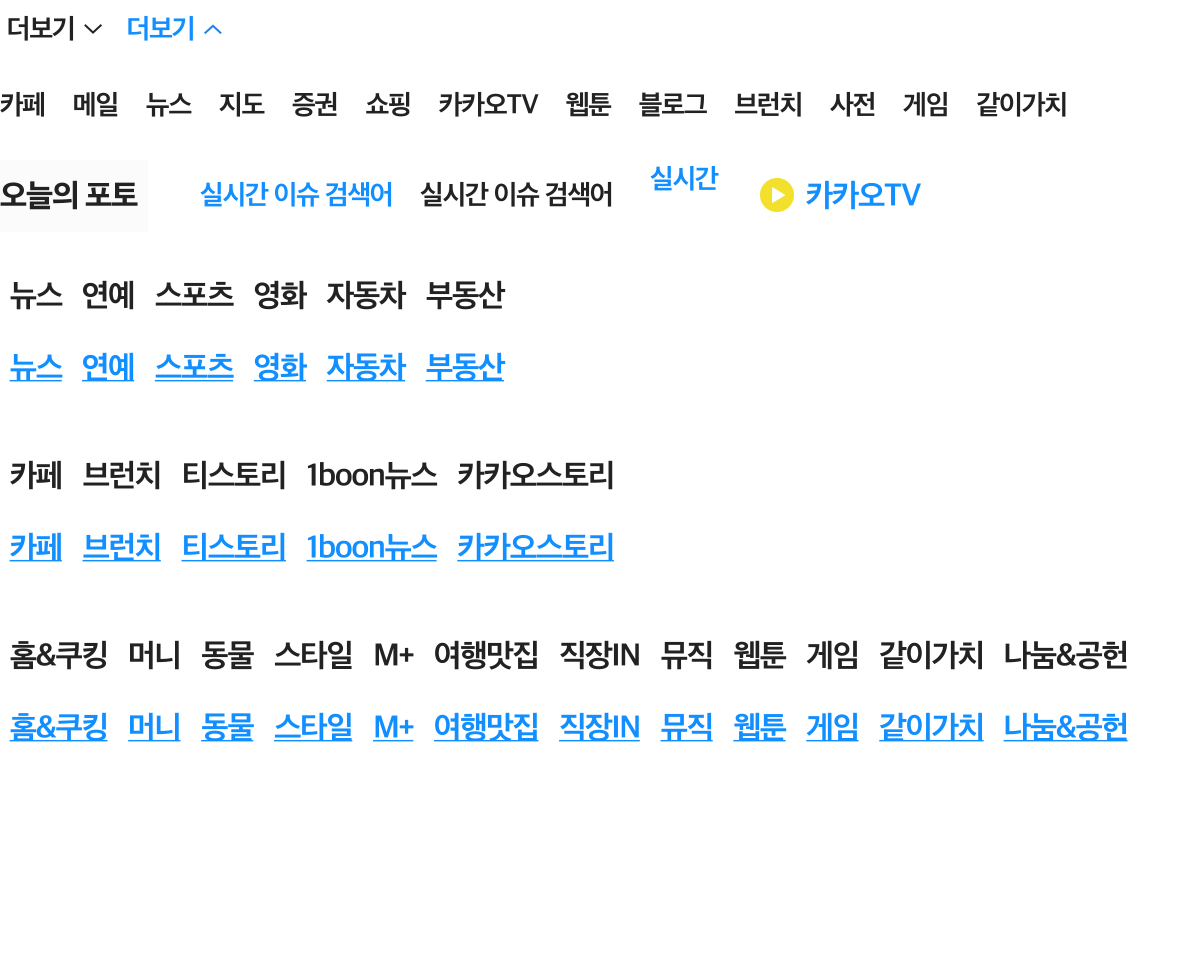 더보기 더보기
카페 메일 뉴스 지도 증권 쇼핑 카카오TV 웹툰 블로그 브런치 사전 게임 같이가치
오늘의 포토 실시간 이슈 검색어 실시간 이슈 검색어 실시간 카카오TV
뉴스 연예 스포츠 영화 자동차 부동산
뉴스 연예 스포츠 영화 자동차 부동산
카페 브런치 티스토리 1boon뉴스 카카오스토리
카페 브런치 티스토리 1boon뉴스 카카오스토리
홈&쿠킹 머니 동물 스타일 M+ 여행맛집 직장IN 뮤직 웹툰 게임 같이가치 나눔&공헌
홈&쿠킹 머니 동물 스타일 M+ 여행맛집 직장IN 뮤직 웹툰 게임 같이가치 나눔&공헌